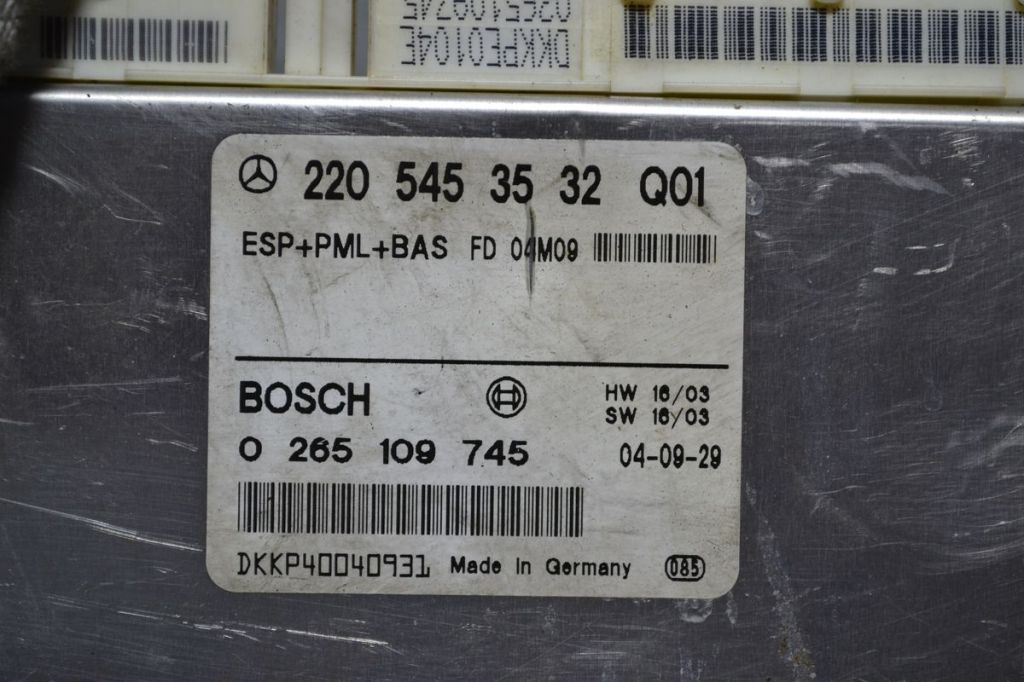 DKKPE0104E
220 545 35 32 Q01
ESP+PML+BAS FD 04M09
BOSCH
HW 16/03
SW 16/03
0 265 109 745
04-09-29
DKKP40040931
Made in Germany
085